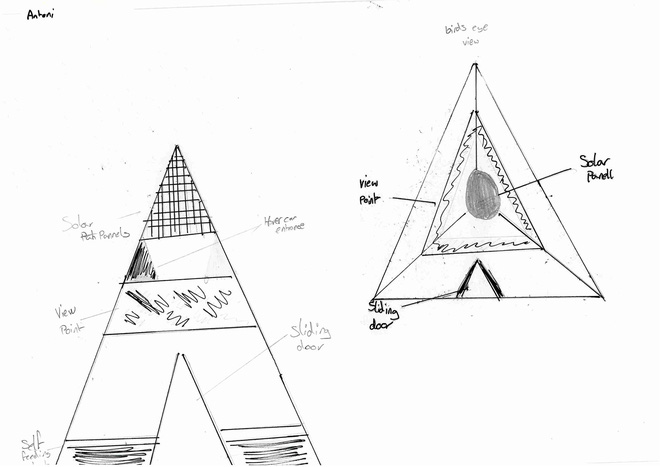 Antoni
birds eye
view
Solar
Pannels
Hover car
entrance
View
Point
Sliding
door
Self
feeding
View
Point
Solar
Panell
Sliding
door